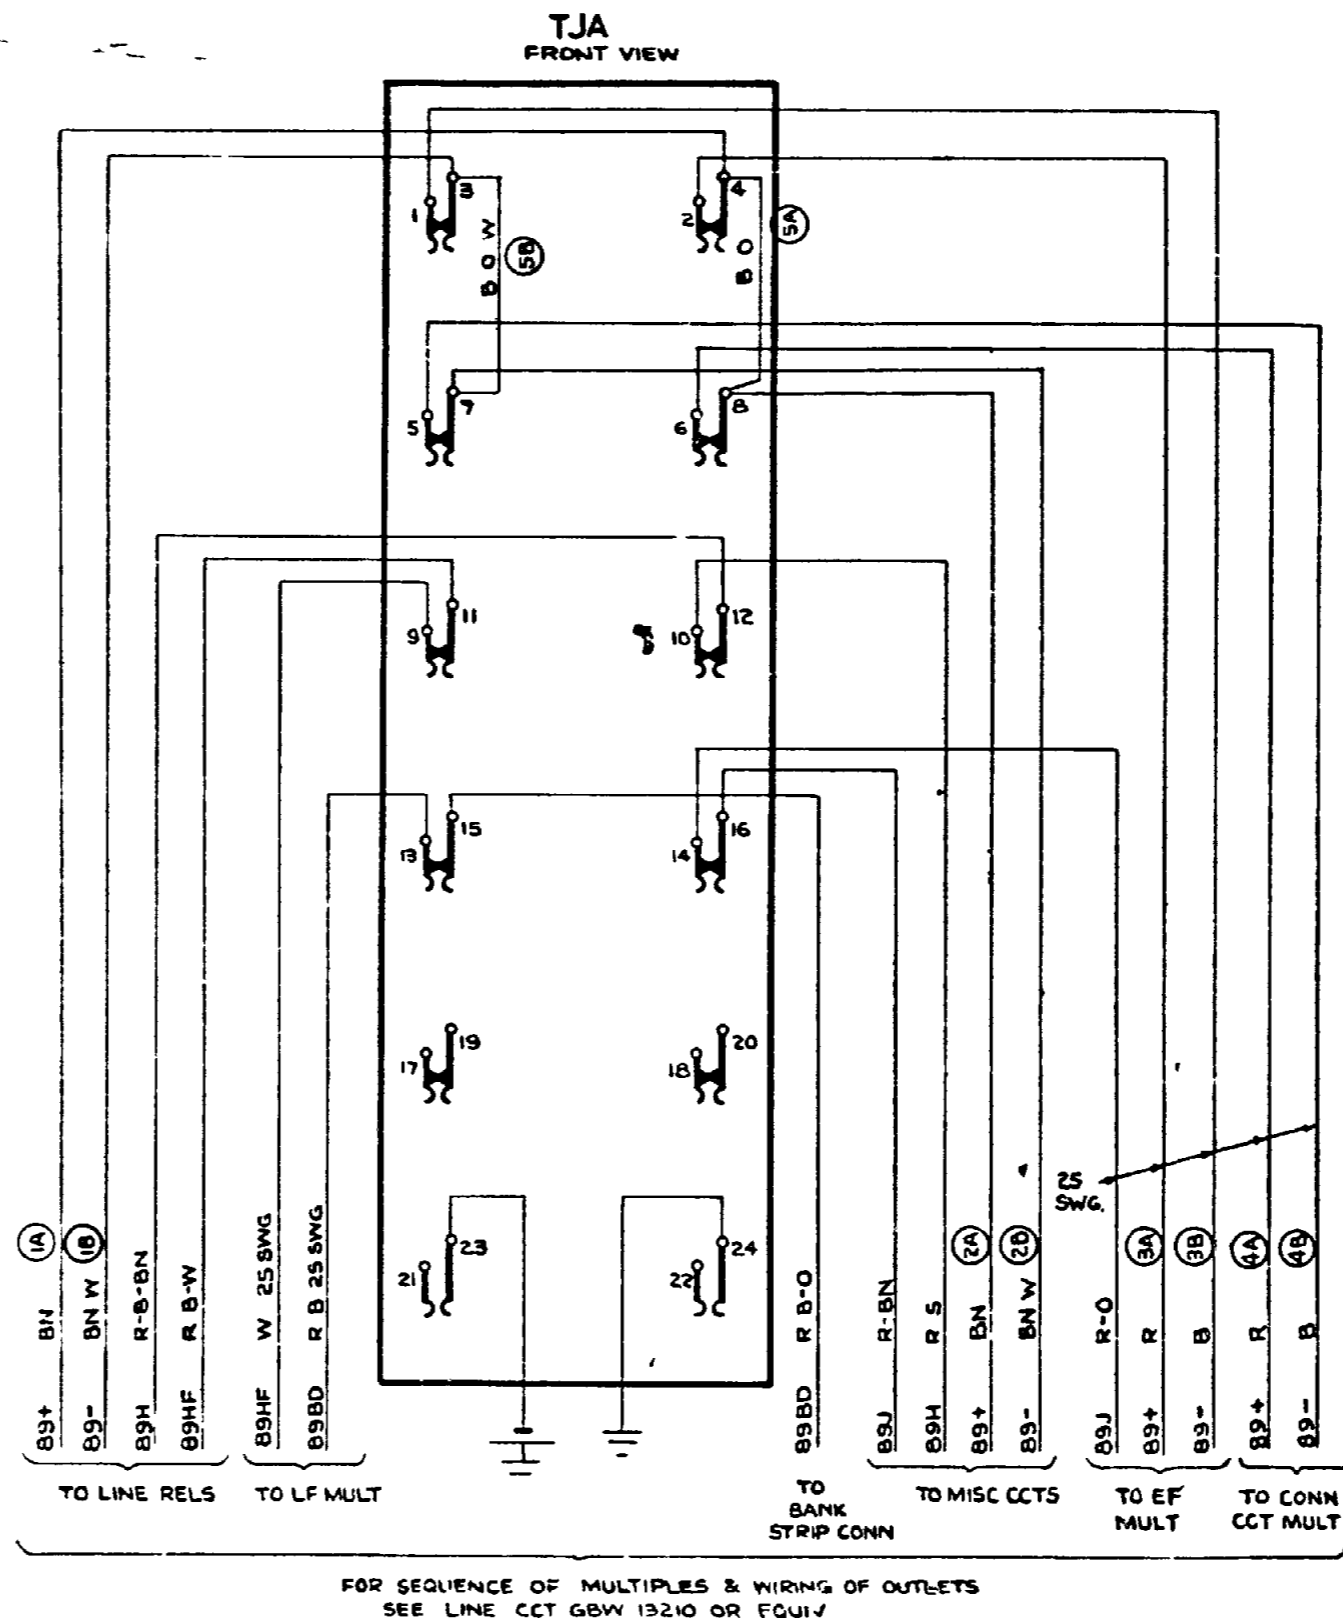 TJA
FRONT VIEW
1
3
2
4
B O W
5B
B O
5A
5
7
6
8
9
11
10
12
13
15
14
16
17
19
18
20
21
23
22
24
25
SWG.
1A
1B
2A
2B
3A
3B
4A
4B
89+ BN
89- BN W
89H R-B-BN
89HF R B-W
89HF W 25 SWG
89BD R B 25 SWG
89BD R B-O
89J R-BN
89H R S
89+ BN
89- BN W
89J R-O
89+ R
89- B
89+ R
89- B
TO LINE RELS
TO LF MULT
TO
BANK
STRIP CONN
TO MISC CCTS
TO EF
MULT
TO CONN
CCT MULT
FOR SEQUENCE OF MULTIPLES & WIRING OF OUTLETS
SEE LINE CCT GBW 13210 OR EQUIV